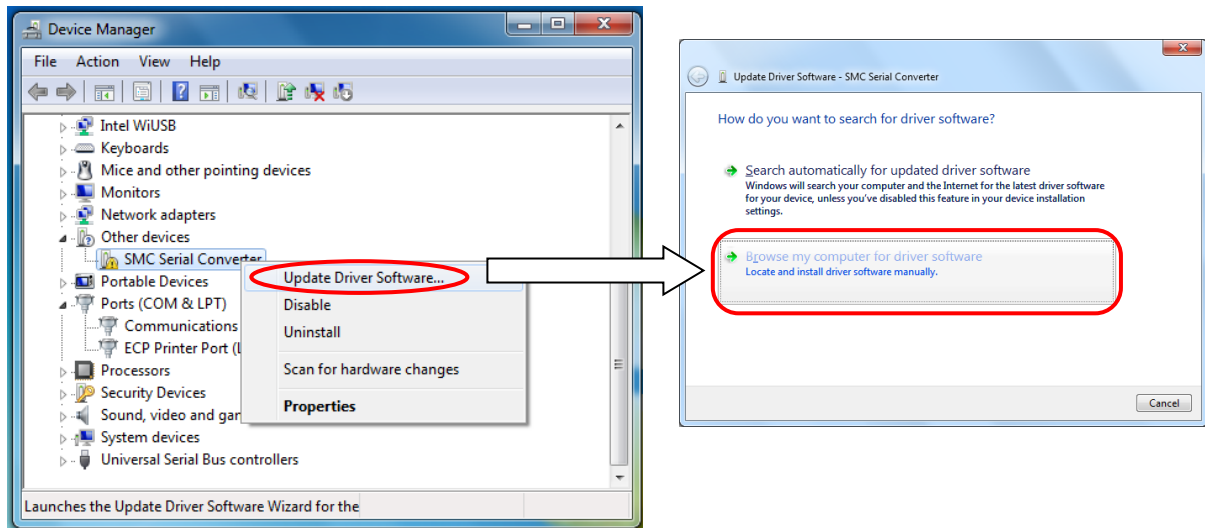 Device Manager
File Action View Help
Intel WiUSB
Keyboards
Mice and other pointing devices
Monitors
Network adapters
Other devices
SMC Serial Converter
Portable Devices
Ports (COM & LPT)
Communications
ECP Printer Port (L
Processors
Security Devices
Sound, video and gar
System devices
Universal Serial Bus controllers
Update Driver Software...
Disable
Uninstall
Scan for hardware changes
Properties
Launches the Update Driver Software Wizard for the
Update Driver Software - SMC Serial Converter
How do you want to search for driver software?
Search automatically for updated driver software
Windows will search your computer and the Internet for the latest driver software
for your device, unless you've disabled this feature in your device installation
settings.
Browse my computer for driver software
Locate and install driver software manually.
Cancel